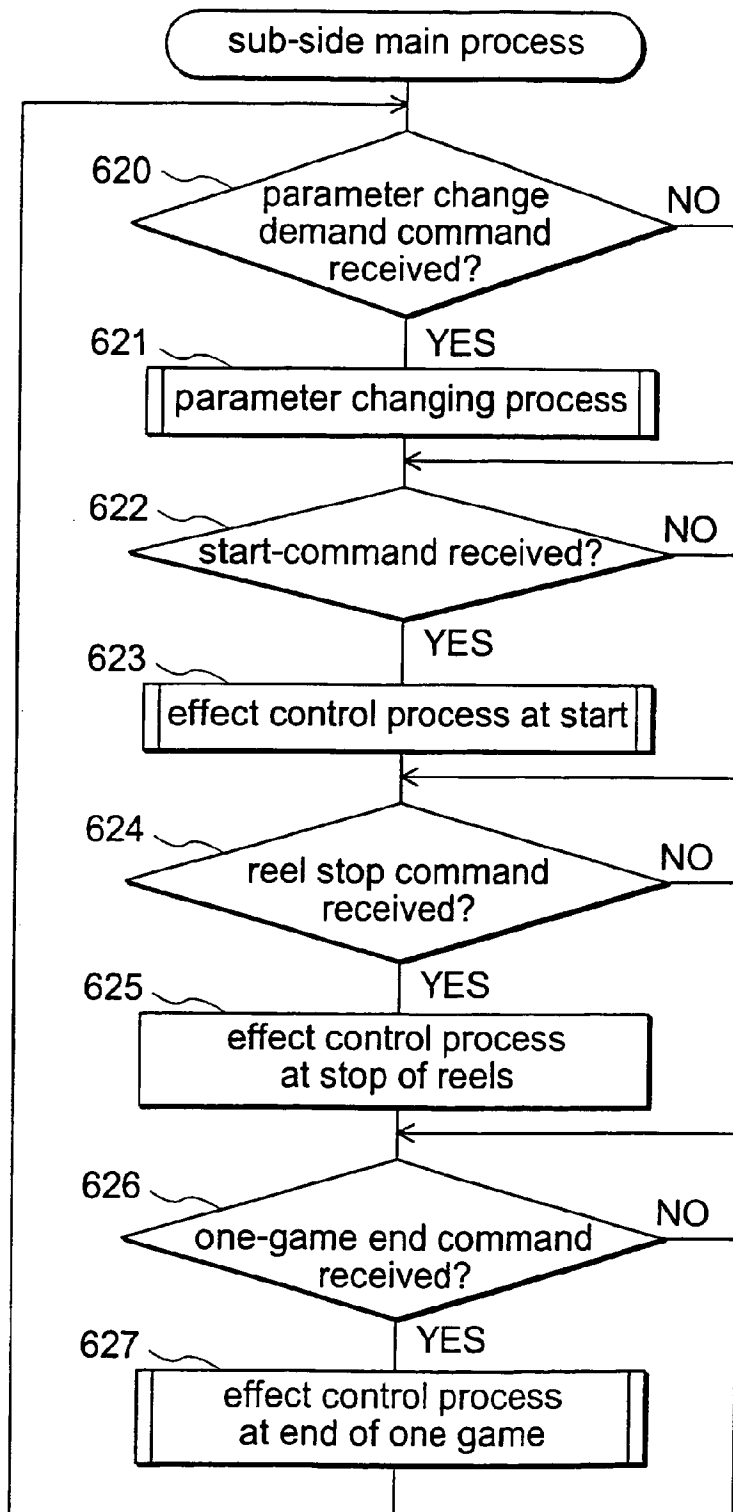 sub-side main process
620
parameter change
demand command
received?
NO
YES
621
parameter changing process
622
start-command received?
NO
YES
623
effect control process at start
624
reel stop command
received?
NO
YES
625
effect control process
at stop of reels
626
one-game end command
received?
NO
YES
627
effect control process
at end of one game